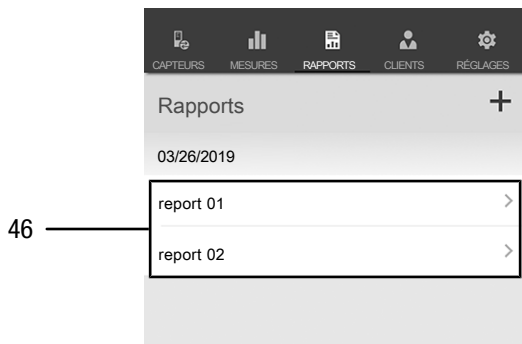 CAPTEURS MESURES RAPPORTS CLIENTS RÉGLAGES
Rapports +
03/26/2019
report 01
46
report 02